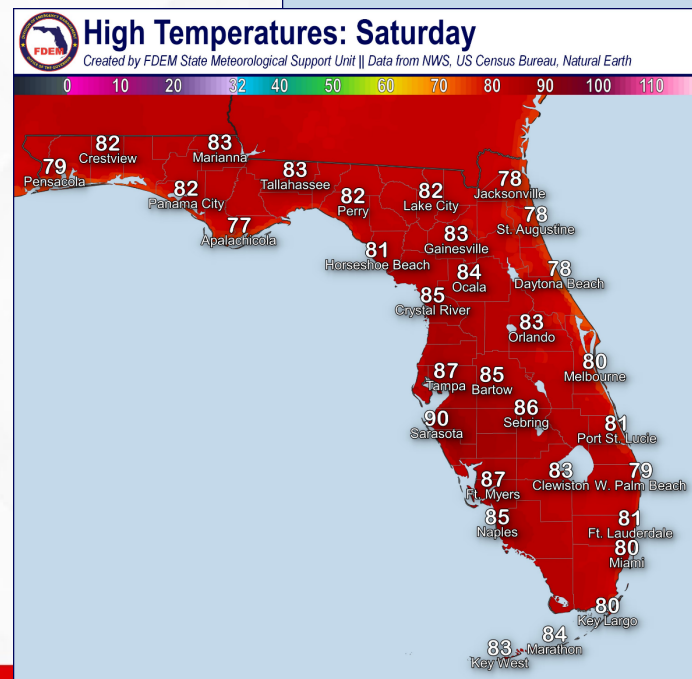 High Temperatures: Saturday
Created by FDEM State Meteorological Support Unit || Data from NWS, US Census Bureau, Natural Earth
FDEM
0 10 20 32 40 50 60 70 80 90 100 110
82
Crestview
83
Marianna
79
Pensacola
83
Tallahassee
82
Panama City
82
Perry
82
Lake City
78
Jacksonville
77
Apalachicola
78
St. Augustine
83
Gainesville
81
Horseshoe Beach
84
Ocala
78
Daytona Beach
85
Crystal River
83
Orlando
80
Melbourne
87
Tampa
85
Bartow
86
Sebring
90
Sarasota
81
Port St. Lucie
87
Ft. Myers
83
Clewiston
79
W. Palm Beach
85
Naples
81
Ft. Lauderdale
80
Miami
80
Key Largo
84
Marathon
83
Key West